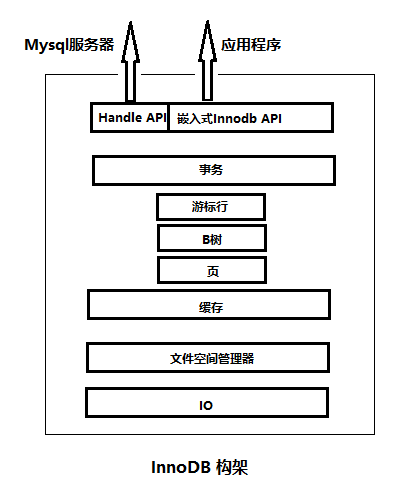 Mysql服务器 应用程序
Handle API 嵌入式Innodb API
事务
游标行
B树
页
缓存
文件空间管理器
IO
InnoDB 构架